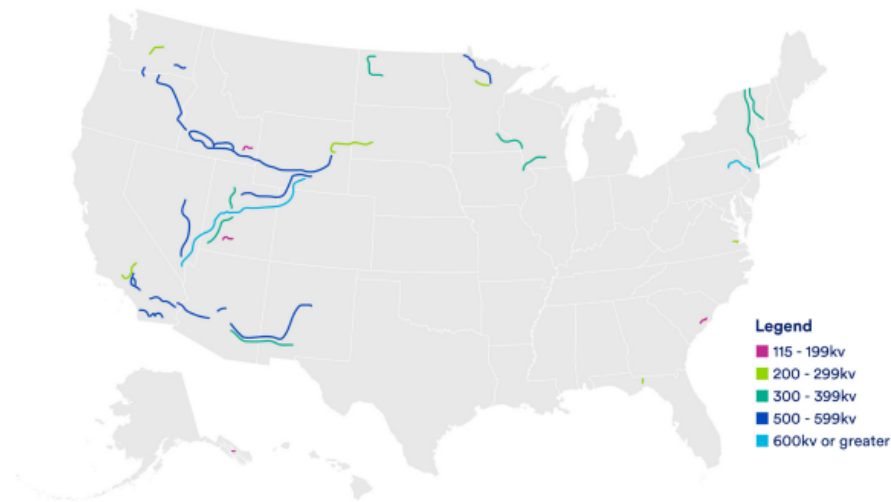 Legend
115 - 199kv
200 - 299kv
300 - 399kv
500 - 599kv
600kv or greater